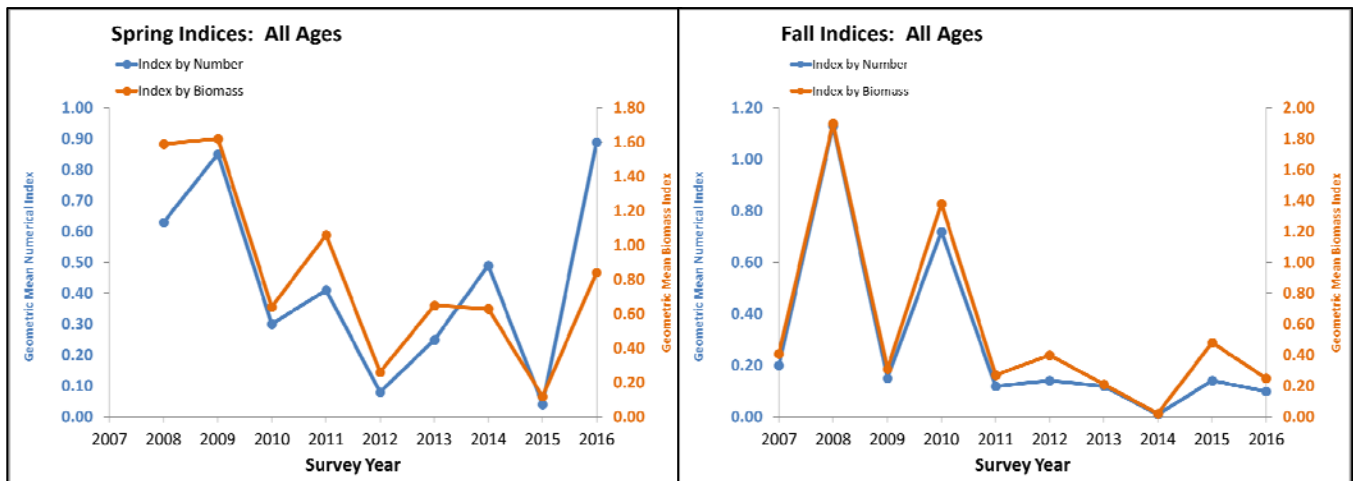 Spring Indices: All Ages
Index by Number
Index by Biomass
Geometric Mean Numerical Index
1.00
0.90
0.80
0.70
0.60
0.50
0.40
0.30
0.20
0.10
0.00
1.80
1.60
1.40
1.20
1.00
0.80
0.60
0.40
0.20
0.00
Geometric Mean Biomass Index
2007 2008 2009 2010 2011 2012 2013 2014 2015 2016
Survey Year
Fall Indices: All Ages
Index by Number
Index by Biomass
Geometric Mean Numerical Index
1.20
1.00
0.80
0.60
0.40
0.20
0.00
2.00
1.80
1.60
1.40
1.20
1.00
0.80
0.60
0.40
0.20
0.00
Geometric Mean Biomass Index
2007 2008 2009 2010 2011 2012 2013 2014 2015 2016
Survey Year